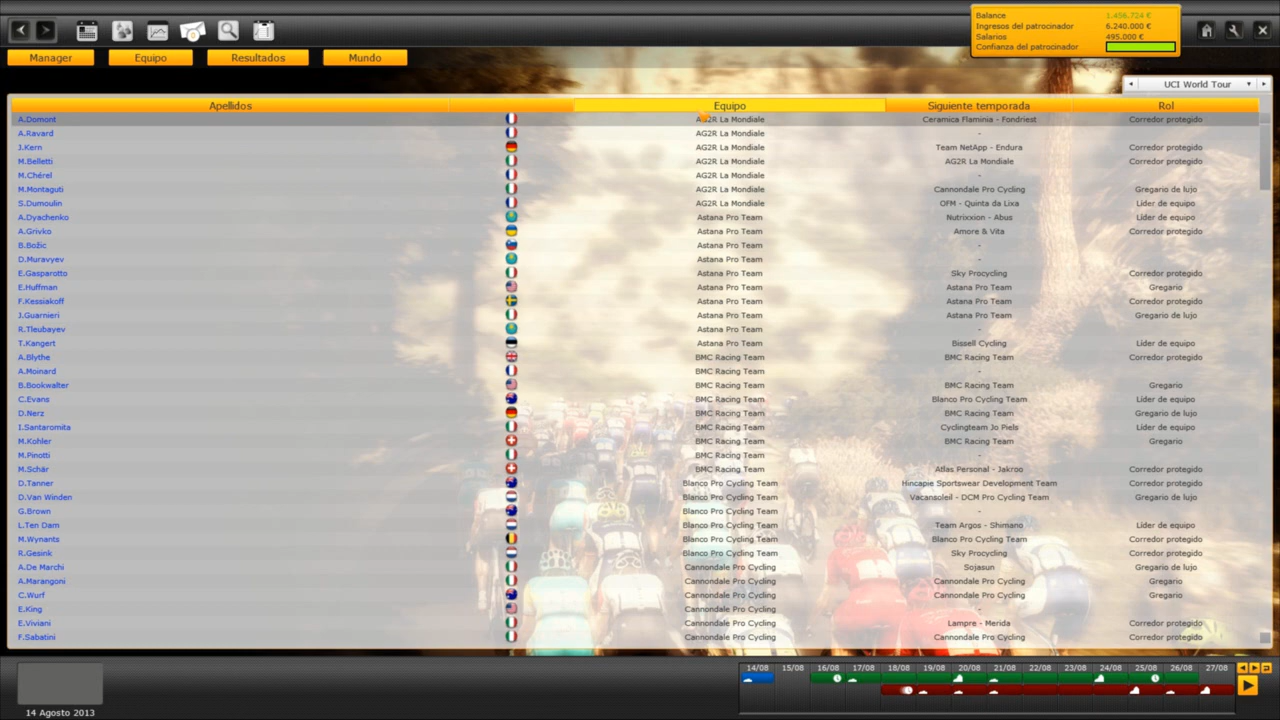 Balance 1.456.724 €
Ingresos del patrocinador 6.240.000 €
Salarios 495.000 €
Confianza del patrocinador
Manager Equipo Resultados Mundo
UCI World Tour
Apellidos Equipo Siguiente temporada Rol
A.Domont AG2R La Mondiale Ceramica Flaminia - Fondriest Corredor protegido
A.Ravard AG2R La Mondiale -
J.Kern AG2R La Mondiale Team NetApp - Endura Corredor protegido
M.Belletti AG2R La Mondiale AG2R La Mondiale Corredor protegido
M.Chérel AG2R La Mondiale -
M.Montaguti AG2R La Mondiale Cannondale Pro Cycling Gregario de lujo
S.Dumoulin AG2R La Mondiale OFM - Quinta da Lixa Líder de equipo
A.Dyachenko Astana Pro Team Nutrixxion - Abus Líder de equipo
A.Grivko Astana Pro Team Amore & Vita Corredor protegido
B.Božic Astana Pro Team -
D.Muravyev Astana Pro Team -
E.Gasparotto Astana Pro Team Sky Procycling Corredor protegido
E.Huffman Astana Pro Team Astana Pro Team Gregario
F.Kessiakoff Astana Pro Team Astana Pro Team Corredor protegido
J.Guarnieri Astana Pro Team Astana Pro Team Gregario de lujo
R.Tleubayev Astana Pro Team -
T.Kangert Astana Pro Team Bissell Cycling Líder de equipo
A.Blythe BMC Racing Team BMC Racing Team Corredor protegido
A.Moinard BMC Racing Team -
B.Bookwalter BMC Racing Team BMC Racing Team Gregario
C.Evans BMC Racing Team Blanco Pro Cycling Team Líder de equipo
D.Nerz BMC Racing Team BMC Racing Team Gregario de lujo
I.Santaromita BMC Racing Team Cyclingteam Jo Piels Gregario de lujo
M.Kohler BMC Racing Team BMC Racing Team Gregario
M.Pinotti BMC Racing Team -
M.Schär BMC Racing Team Atlas Personal - Jakroo Corredor protegido
D.Tanner Blanco Pro Cycling Team Hincapie Sportswear Development Team Corredor protegido
D.Van Winden Blanco Pro Cycling Team Vacansoleil - DCM Pro Cycling Team Gregario de lujo
G.Brown Blanco Pro Cycling Team -
L.Ten Dam Blanco Pro Cycling Team Team Argos - Shimano Líder de equipo
M.Wynants Blanco Pro Cycling Team Blanco Pro Cycling Team Corredor protegido
R.Gesink Blanco Pro Cycling Team Sky Procycling Corredor protegido
A.De Marchi Cannondale Pro Cycling Sojasun Gregario de lujo
A.Marangoni Cannondale Pro Cycling Cannondale Pro Cycling Gregario
C.Wurf Cannondale Pro Cycling Cannondale Pro Cycling Gregario
E.King Cannondale Pro Cycling -
E.Viviani Cannondale Pro Cycling Lampre - Merida Corredor protegido
F.Sabatini Cannondale Pro Cycling Cannondale Pro Cycling Corredor protegido
14/08 15/08 16/08 17/08 18/08 19/08 20/08 21/08 22/08 23/08 24/08 25/08 26/08 27/08
14 Agosto 2013